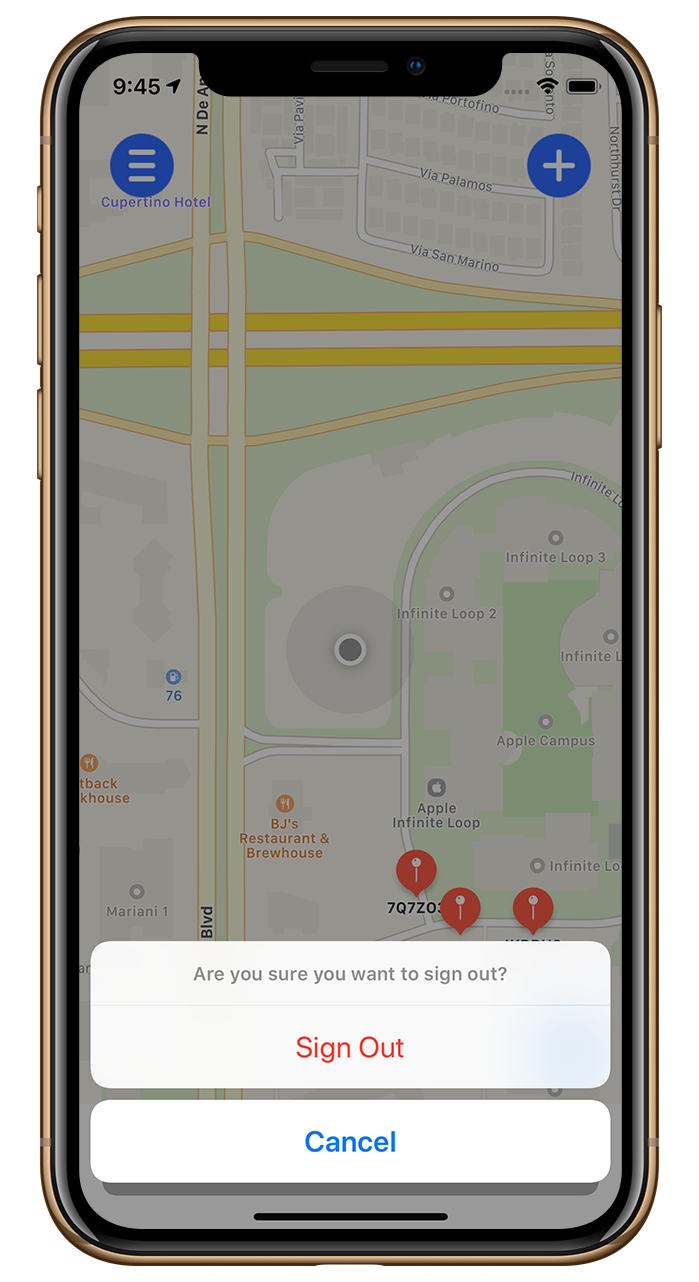 9:45
N De An
Via Portofino
Via Pavi
Northhurst Dr
Cupertino Hotel
Via Palamos
Via San Marino
Infinite Lo
Infinite Loop 3
Infinite Loop 2
Infinite L
76
Apple Campus
tback
khouse
Apple
Infinite Loop
BJ's
Restaurant &
Brewhouse
Infinite Lo
Mariani 1
7Q7ZO3
Blvd
Are you sure you want to sign out?
Sign Out
Cancel